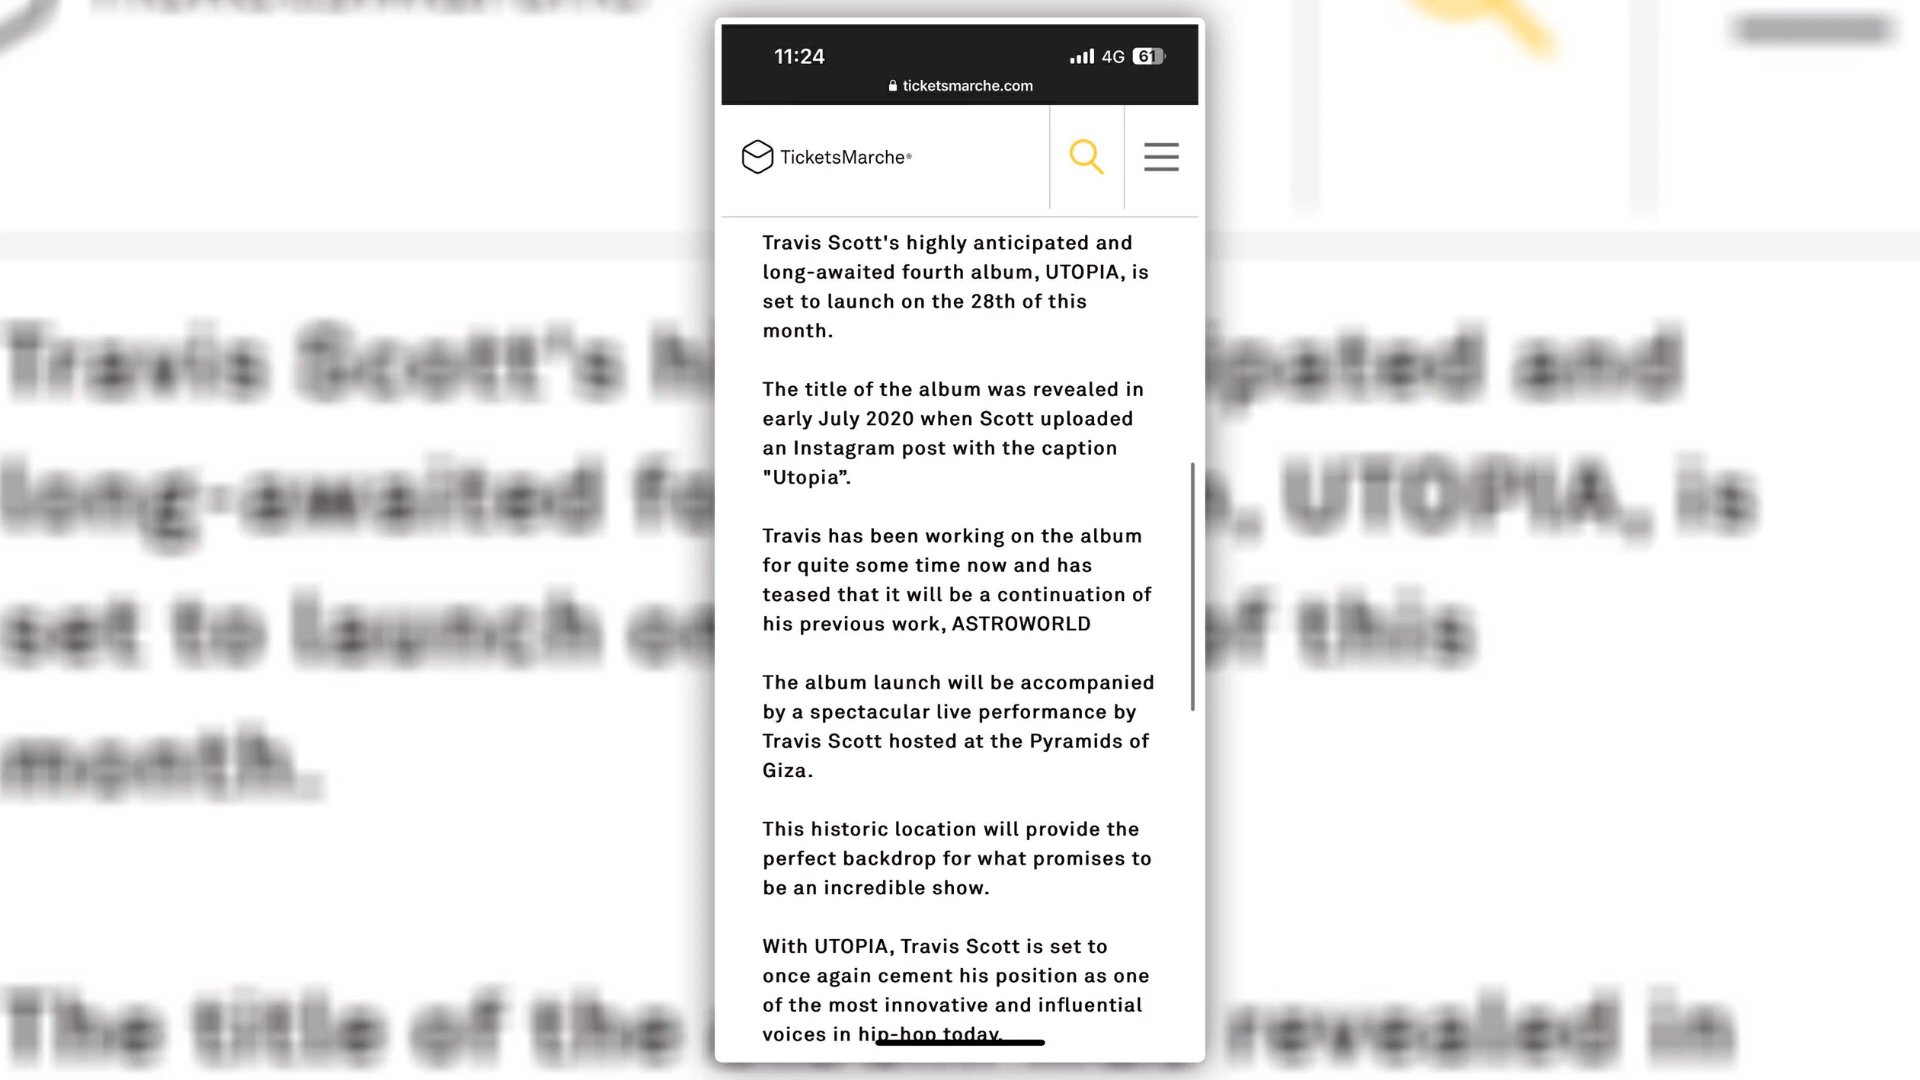 11:24
4G 61
ticketsmarche.com
TicketsMarche®
Travis Scott's highly anticipated and
long-awaited fourth album, UTOPIA, is
set to launch on the 28th of this
month.
The title of the album was revealed in
early July 2020 when Scott uploaded
an Instagram post with the caption
"Utopia”.
Travis has been working on the album
for quite some time now and has
teased that it will be a continuation of
his previous work, ASTROWORLD
The album launch will be accompanied
by a spectacular live performance by
Travis Scott hosted at the Pyramids of
Giza.
This historic location will provide the
perfect backdrop for what promises to
be an incredible show.
With UTOPIA, Travis Scott is set to
once again cement his position as one
of the most innovative and influential
voices in hip-hop today.